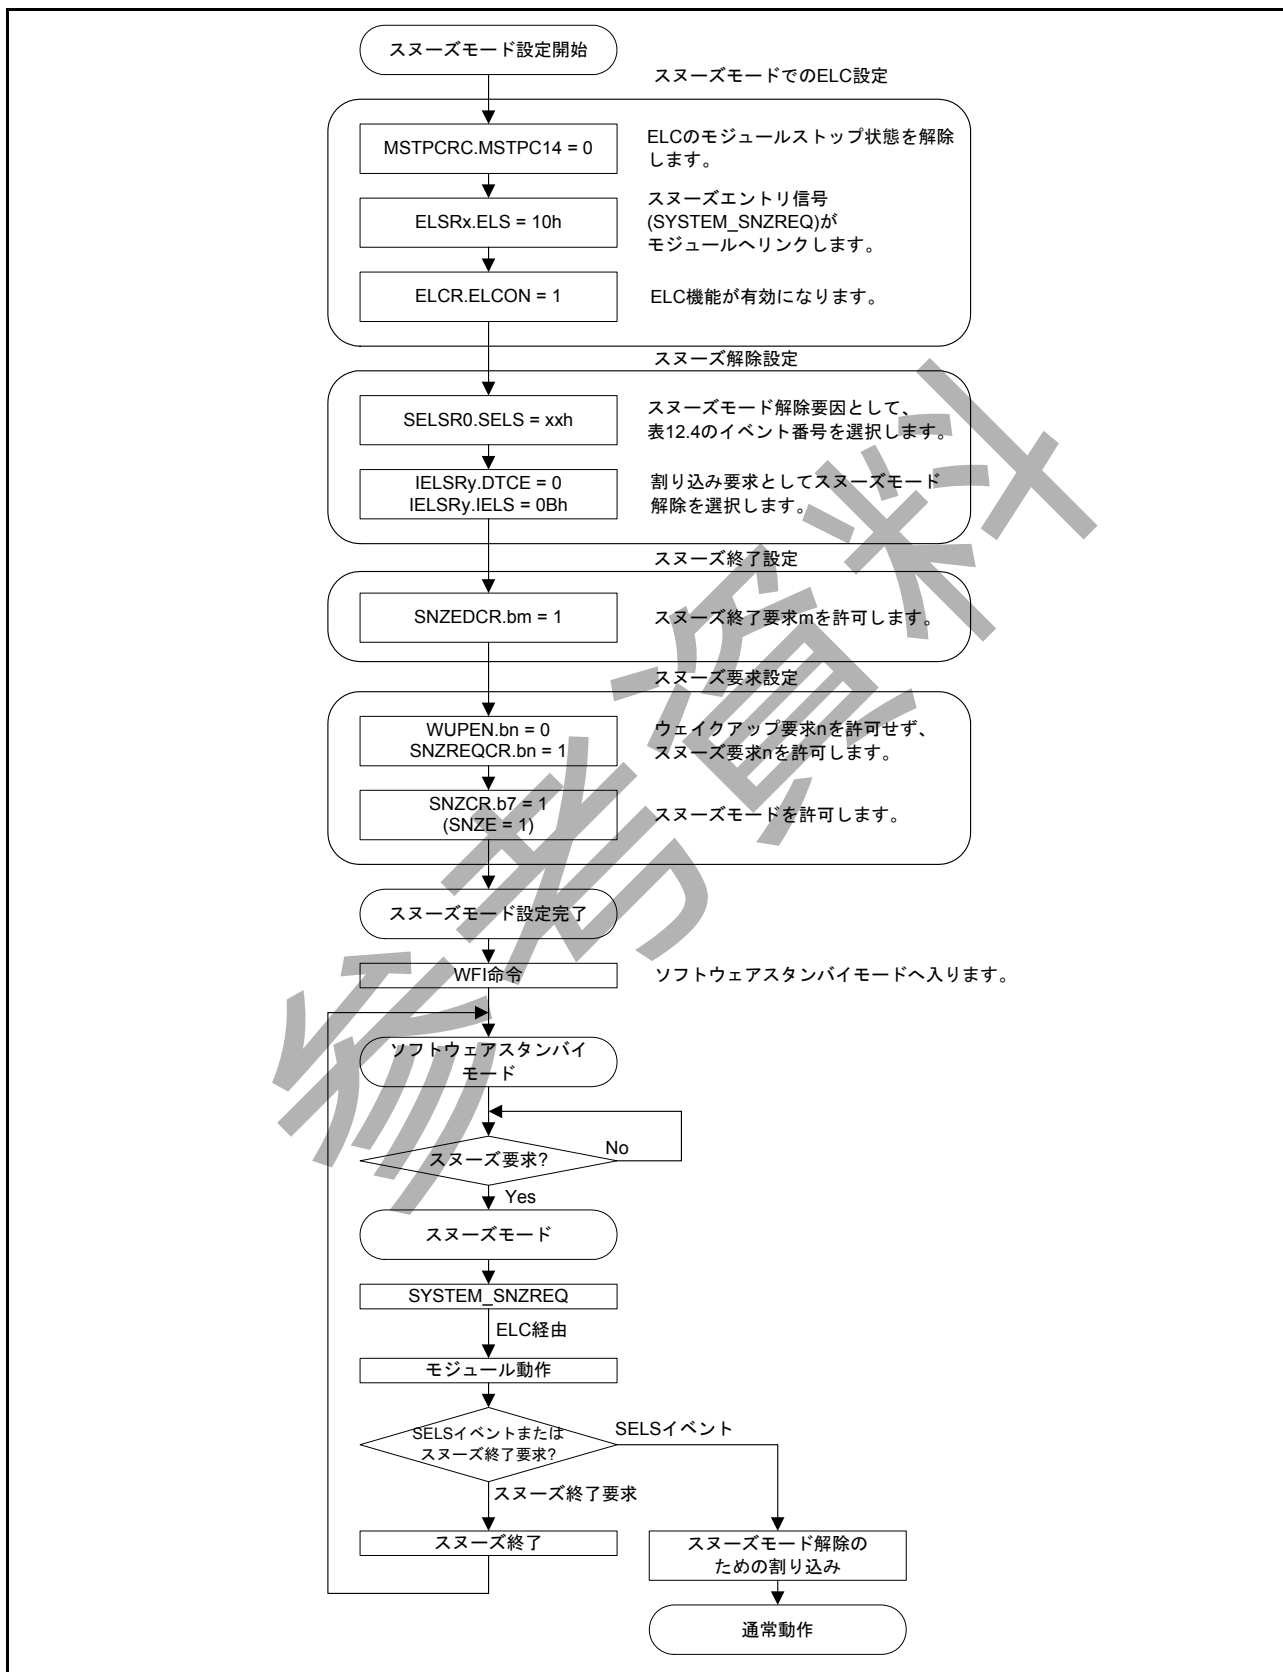 スヌーズモード設定開始
スヌーズモードでのELC設定
MSTPCRC.MSTPC14 = 0
ELCのモジュールストップ状態を解除
します。
ELSRx.ELS = 10h
スヌーズエントリ信号
(SYSTEM_SNZREQ)が
モジュールへリンクします。
ELCR.ELCON = 1
ELC機能が有効になります。
スヌーズ解除設定
SELSR0.SELS = xxh
スヌーズモード解除要因として、
表12.4のイベント番号を選択します。
IELSRy.DTCE = 0
IELSRy.IELS = 0Bh
割り込み要求としてスヌーズモード
解除を選択します。
スヌーズ終了設定
SNZEDCR.bm = 1
スヌーズ終了要求mを許可します。
スヌーズ要求設定
WUPEN.bn = 0
SNZREQCR.bn = 1
ウェイクアップ要求nを許可せず、
スヌーズ要求nを許可します。
SNZCR.b7 = 1
(SNZE = 1)
スヌーズモードを許可します。
スヌーズモード設定完了
WFI命令
ソフトウェアスタンバイモードへ入ります。
ソフトウェアスタンバイ
モード
スヌーズ要求?
No
Yes
スヌーズモード
SYSTEM_SNZREQ
ELC経由
モジュール動作
SELSイベントまたは
スヌーズ終了要求?
SELSイベント
スヌーズ終了要求
スヌーズ終了
スヌーズモード解除の
ための割り込み
通常動作
参考資料